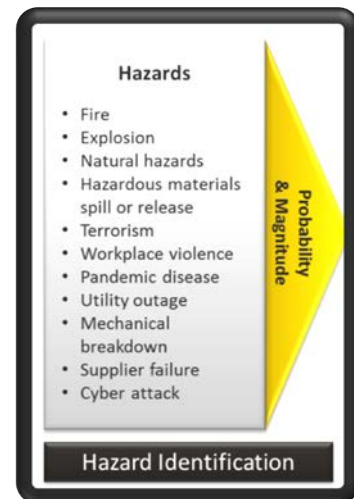 Hazards
• Fire
• Explosion
• Natural hazards
• Hazardous materials
spill or release
• Terrorism
• Workplace violence
• Pandemic disease
• Utility outage
• Mechanical
breakdown
• Supplier failure
• Cyber attack
Probability
& Magnitude
Hazard Identification